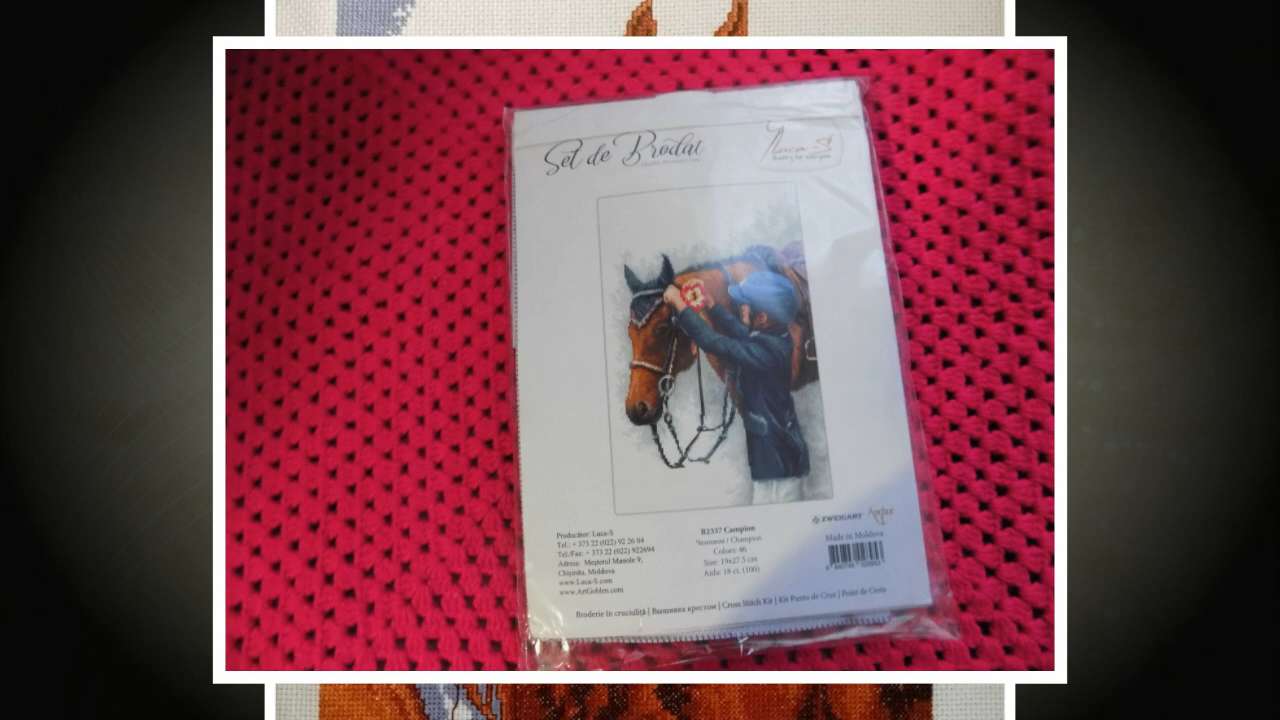 Set de Brodat
Luca-S
Producător: Luca-S
Tel.: + 373 22 (022) 92 26 04
Tel./Fax: + 373 22 (022) 922694
Adresa: Meșterul Manole 9,
Chișinău, Moldova
www.Luca-S.com
www.ArtGoblen.com
B2337 Campion
Чемпион / Champion
Colors: 46
Size: 19x27.5 cm
Aida: 18 ct. (100)
ZWEIGART Anchor
Made in Moldova
Broderie în cruciuliță | Вышивка крестом | Cross Stitch Kit | Kit Punto de Cruz | Point de Croix